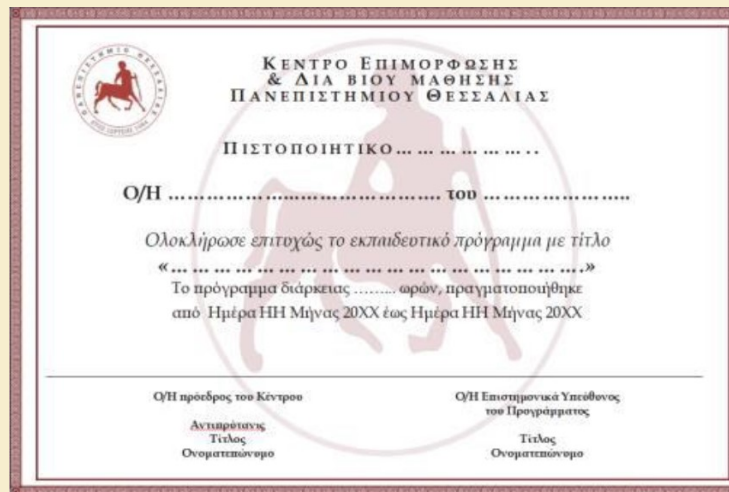 ΠΑΝΕΠΙΣΤΗΜΙΟ ΘΕΣΣΑΛΙΑΣ
ΚΕΝΤΡΟ ΕΠΙΜΟΡΦΩΣΗΣ
& ΔΙΑ ΒΙΟΥ ΜΑΘΗΣΗΣ
ΠΑΝΕΠΙΣΤΗΜΙΟΥ ΘΕΣΣΑΛΙΑΣ
ΠΙΣΤΟΠΟΙΗΤΙΚΟ ... ... ... ... ... ... . .
Ο/Η ……………………………………… του …………………..
Ολοκλήρωσε επιτυχώς το εκπαιδευτικό πρόγραμμα με τίτλο
«... ... ... ... ... ... ... ... ... ... ... ... ... ... ... ... ... ... ….»
Το πρόγραμμα διάρκειας ……... ωρών, πραγματοποιήθηκε
από Ημέρα ΗΗ Μήνας 20ΧΧ έως Ημέρα ΗΗ Μήνας 20ΧΧ
Ο/Η πρόεδρος του Κέντρου
Αντιπρύτανις
Τίτλος
Ονοματεπώνυμο
Ο/Η Επιστημονικά Υπεύθυνος
του Προγράμματος
Τίτλος
Ονοματεπώνυμο